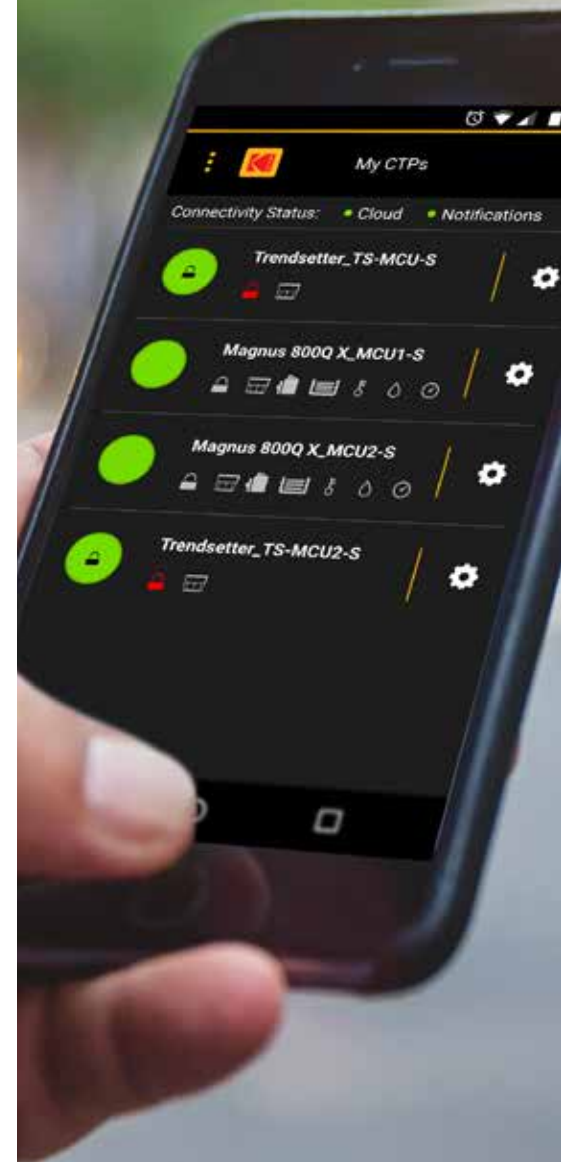 My CTPs
Connectivity Status: • Cloud • Notifications
Trendsetter_TS-MCU-S
Magnus 800Q X_MCU1-S
Magnus 800Q X_MCU2-S
Trendsetter_TS-MCU2-S